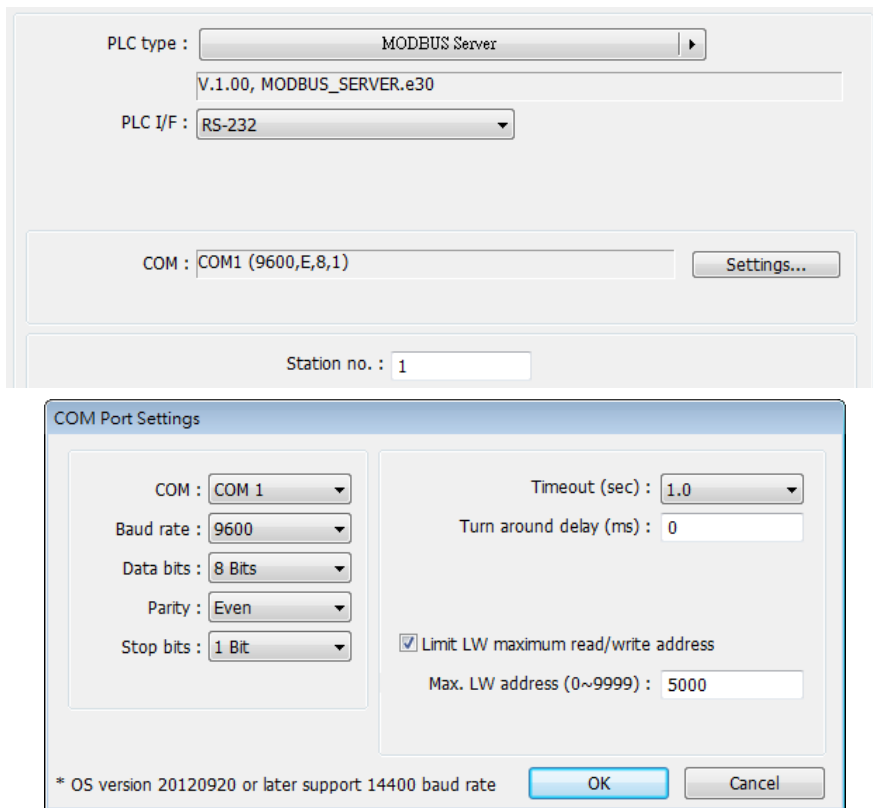 PLC type : MODBUS Server
V.1.00, MODBUS_SERVER.e30
PLC I/F : RS-232
COM : COM1 (9600,E,8,1) Settings...
Station no. : 1
COM Port Settings
COM : COM 1
Baud rate : 9600
Data bits : 8 Bits
Parity : Even
Stop bits : 1 Bit
Timeout (sec) : 1.0
Turn around delay (ms) : 0
Limit LW maximum read/write address
Max. LW address (0~9999) : 5000
* OS version 20120920 or later support 14400 baud rate
OK
Cancel